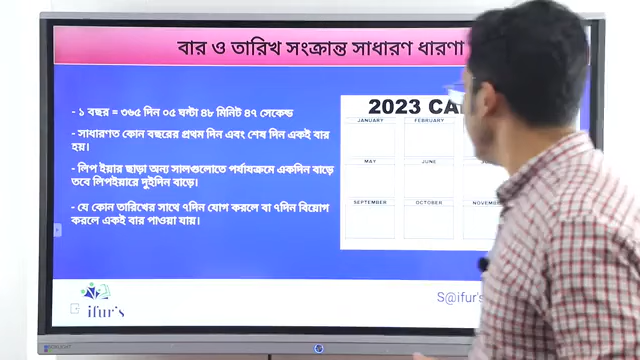 বার ও তারিখ সংক্রান্ত সাধারণ ধারণা
- ১ বছর = ৩৬৫ দিন ০৫ ঘন্টা ৪৮ মিনিট ৪৭ সেকেন্ড
- সাধারণত কোন বছরের প্রথম দিন এবং শেষ দিন একই বার
হয়।
- লিপ ইয়ার ছাড়া অন্য সালগুলোতে পর্যায়ক্রমে একদিন বাড়ে
তবে লিপইয়ারে দুইদিন বাড়ে।
- যে কোন তারিখের সাথে ৭দিন যোগ করলে বা ৭দিন বিয়োগ
করলে একই বার পাওয়া যায়।
2023 CA
JANUARY FEBRUARY
MAY JUNE
SEPTEMBER OCTOBER NOVEMB
ifur's
S@ifur's